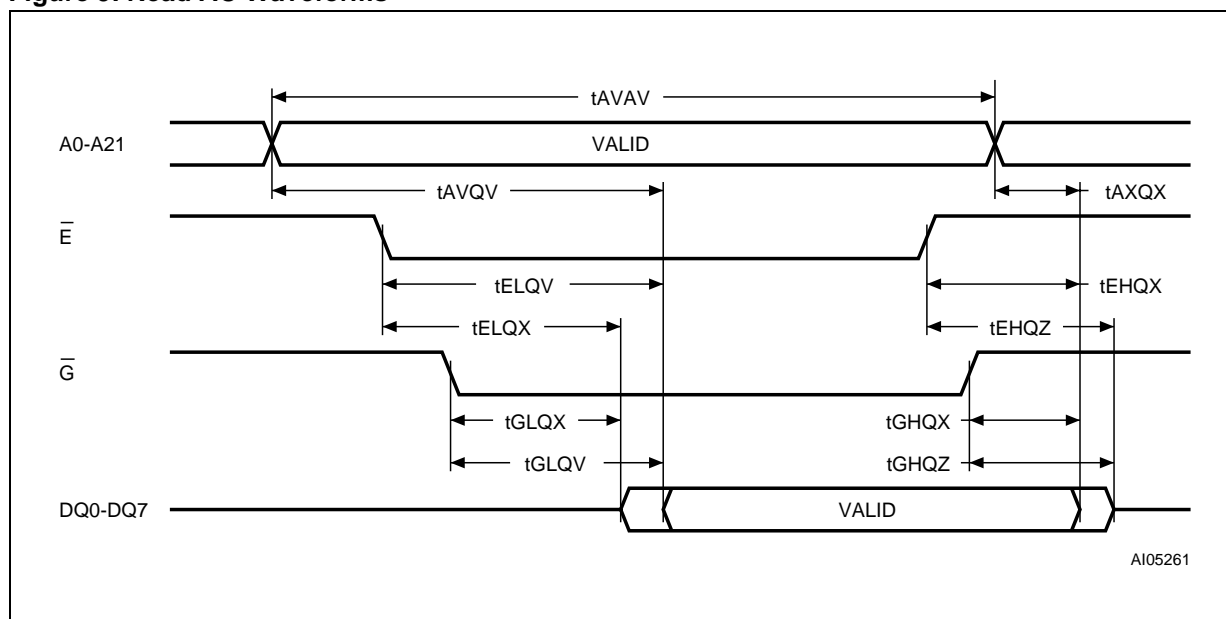 Figure 8. Read AC Waveforms
tAVAV
A0-A21
VALID
tAVQV
tAXQX
E
tELQV
tEHQX
tELQX
tEHQZ
G
tGLQX
tGHQX
tGLQV
tGHQZ
DQ0-DQ7
VALID
AI05261